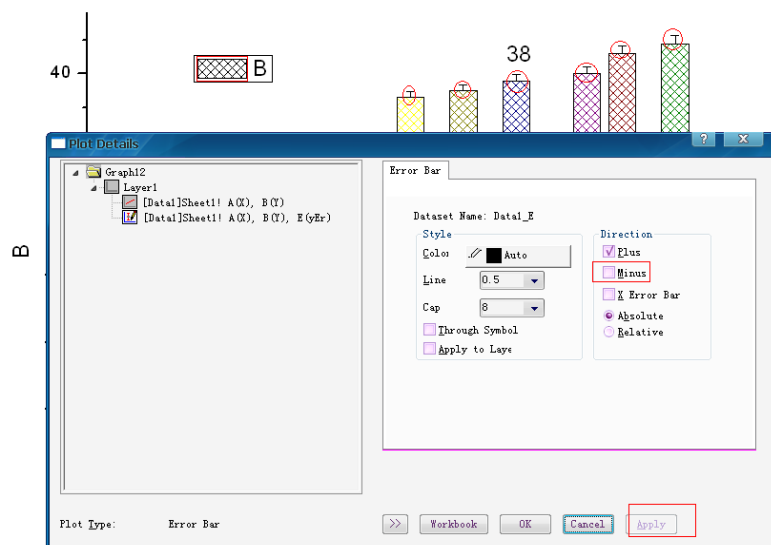 38
40
B
Plot Details
Graph12
Layer1
[Data1]Sheet1! A(X), B(Y)
[Data1]Sheet1! A(X), B(Y), E(yEr)
B
Error Bar
Dataset Name: Data1_E
Style
Color
Auto
Line
0.5
Cap
8
Through Symbol
Apply to Laye
Direction
Plus
Minus
X Error Bar
Absolute
Relative
Plot Type: Error Bar
>> Workbook OK Cancel Apply